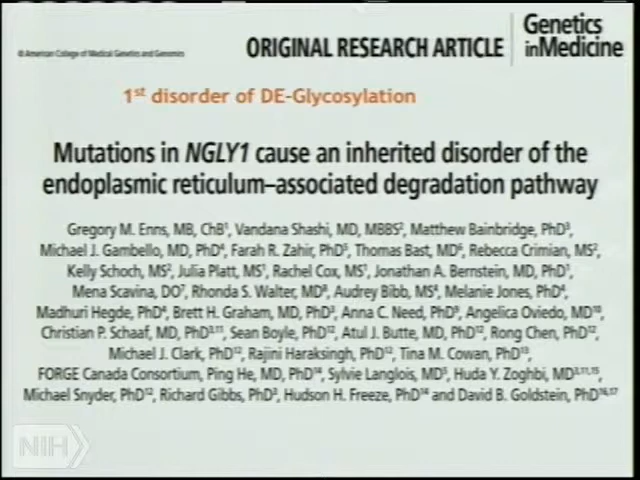 © American College of Medical Genetics and Genomics
ORIGINAL RESEARCH ARTICLE
Genetics
inMedicine
1st disorder of DE-Glycosylation
Mutations in NGLY1 cause an inherited disorder of the
endoplasmic reticulum–associated degradation pathway
Gregory M. Enns, MB, ChB1, Vandana Shashi, MD, MBBS2, Matthew Bainbridge, PhD3,
Michael J. Gambello, MD, PhD4, Farah R. Zahir, PhD5, Thomas Bast, MD6, Rebecca Crimian, MS2,
Kelly Schoch, MS2, Julia Platt, MS1, Rachel Cox, MS1, Jonathan A. Bernstein, MD, PhD1,
Mena Scavina, DO7, Rhonda S. Walter, MD8, Audrey Bibb, MS4, Melanie Jones, PhD4,
Madhuri Hegde, PhD4, Brett H. Graham, MD, PhD3, Anna C. Need, PhD9, Angelica Oviedo, MD10,
Christian P. Schaaf, MD, PhD3,11, Sean Boyle, PhD12, Atul J. Butte, MD, PhD12, Rong Chen, PhD12,
Michael J. Clark, PhD12, Rajini Haraksingh, PhD12, Tina M. Cowan, PhD13,
FORGE Canada Consortium, Ping He, MD, PhD14, Sylvie Langlois, MD5, Huda Y. Zoghbi, MD3,11,15,
Michael Snyder, PhD12, Richard Gibbs, PhD3, Hudson H. Freeze, PhD14 and David B. Goldstein, PhD16,17
NIH